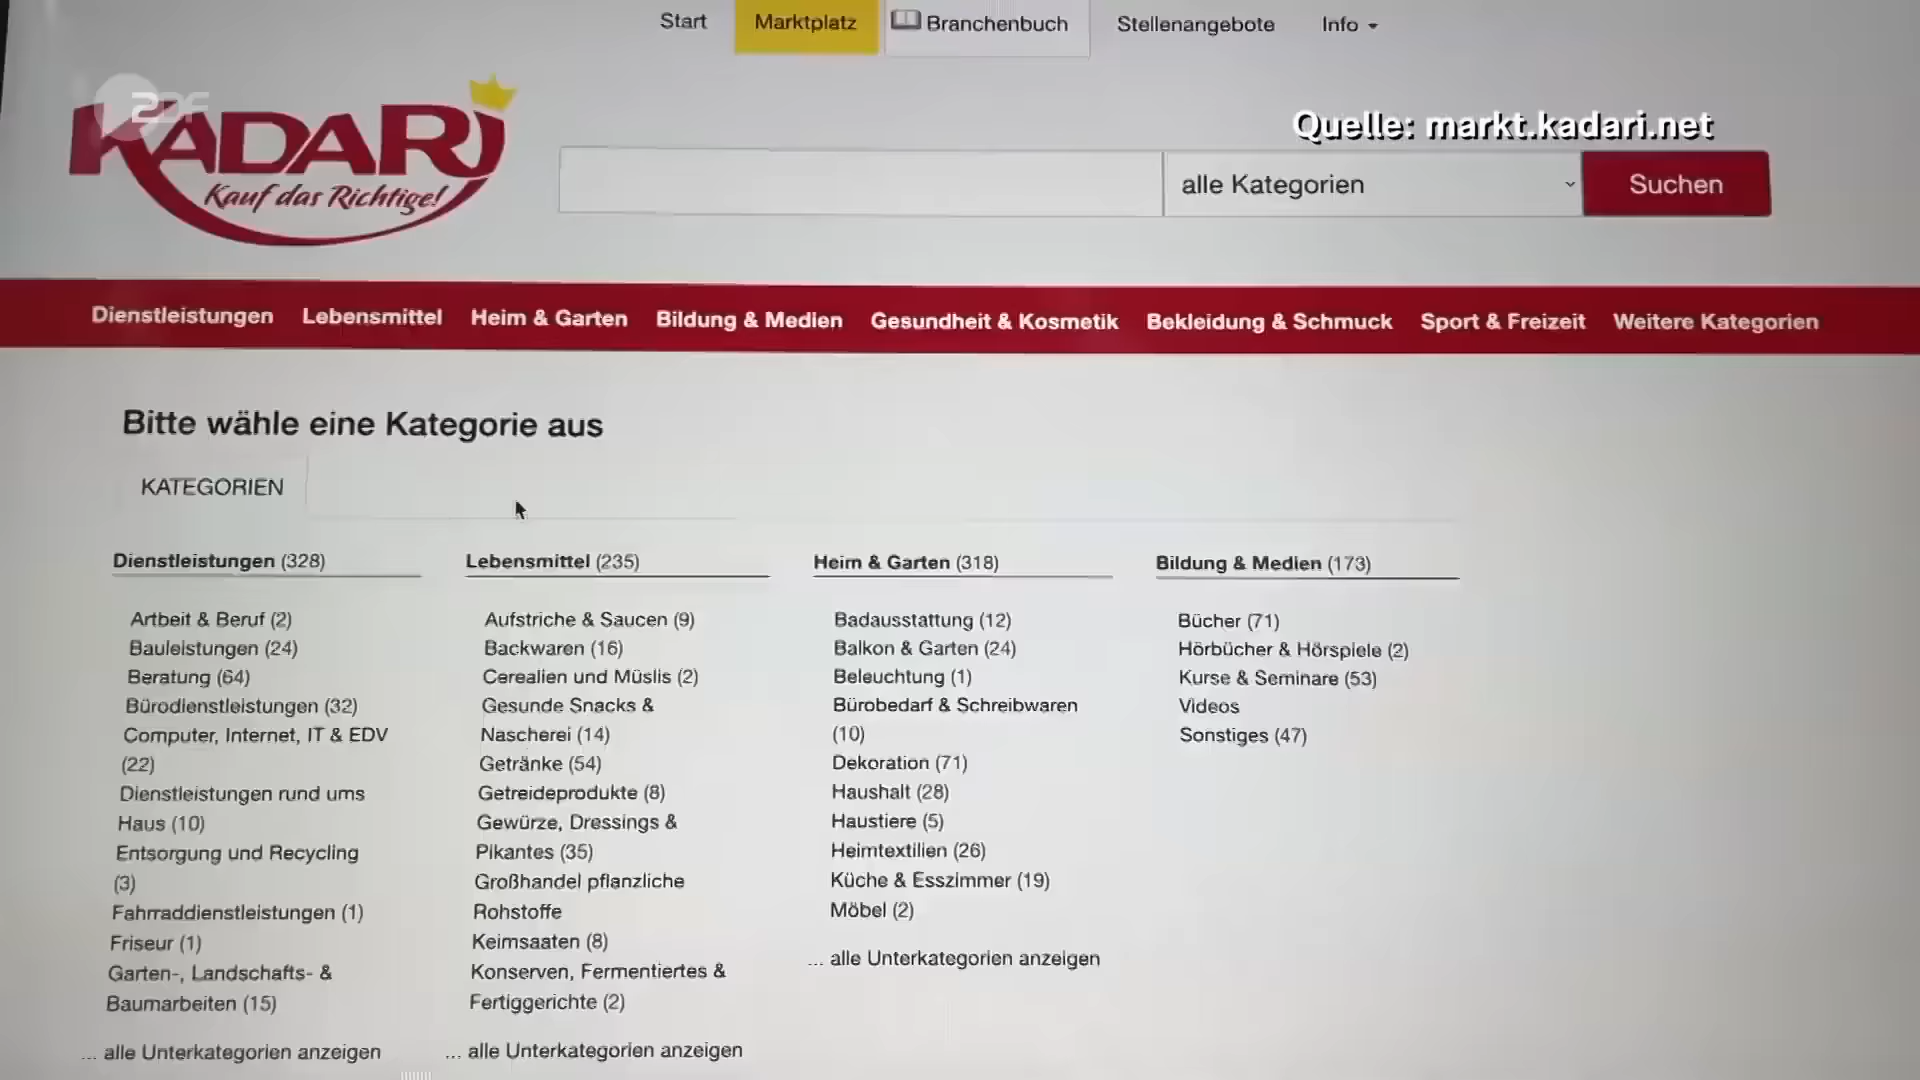 Start
Marktplatz
Branchenbuch
Stellenangebote
Info
ZDF
KADARI
Kauf das Richtige!
Quelle: markt.kadari.net
alle Kategorien
Suchen
Dienstleistungen
Lebensmittel
Heim & Garten
Bildung & Medien
Gesundheit & Kosmetik
Bekleidung & Schmuck
Sport & Freizeit
Weitere Kategorien
Bitte wähle eine Kategorie aus
KATEGORIEN
Dienstleistungen (328)
Artbeit & Beruf (2)
Bauleistungen (24)
Beratung (64)
Bürodienstleistungen (32)
Computer, Internet, IT & EDV
(22)
Dienstleistungen rund ums
Haus (10)
Entsorgung und Recycling
(3)
Fahrraddienstleistungen (1)
Friseur (1)
Garten-, Landschafts- &
Baumarbeiten (15)
... alle Unterkategorien anzeigen
Lebensmittel (235)
Aufstriche & Saucen (9)
Backwaren (16)
Cerealien und Müslis (2)
Gesunde Snacks &
Nascherei (14)
Getränke (54)
Getreideprodukte (8)
Gewürze, Dressings &
Pikantes (35)
Großhandel pflanzliche
Rohstoffe
Keimsaaten (8)
Konserven, Fermentiertes &
Fertiggerichte (2)
... alle Unterkategorien anzeigen
Heim & Garten (318)
Badausstattung (12)
Balkon & Garten (24)
Beleuchtung (1)
Bürobedarf & Schreibwaren
(10)
Dekoration (71)
Haushalt (28)
Haustiere (5)
Heimtextilien (26)
Küche & Esszimmer (19)
Möbel (2)
... alle Unterkategorien anzeigen
Bildung & Medien (173)
Bücher (71)
Hörbücher & Hörspiele (2)
Kurse & Seminare (53)
Videos
Sonstiges (47)